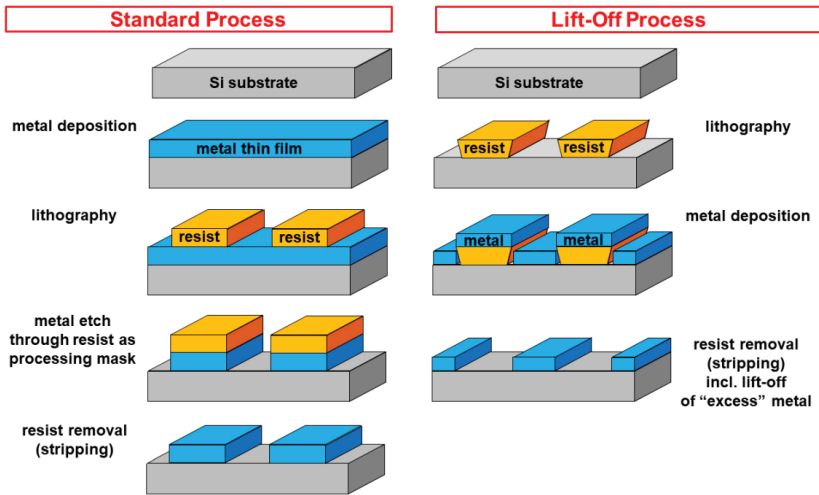 Standard Process
Si substrate
metal deposition
metal thin film
lithography
resist
resist
metal etch
through resist as
processing mask
resist removal
(stripping)
Lift-Off Process
Si substrate
lithography
resist
resist
metal deposition
metal
metal
resist removal
(stripping)
incl. lift-off
of “excess” metal